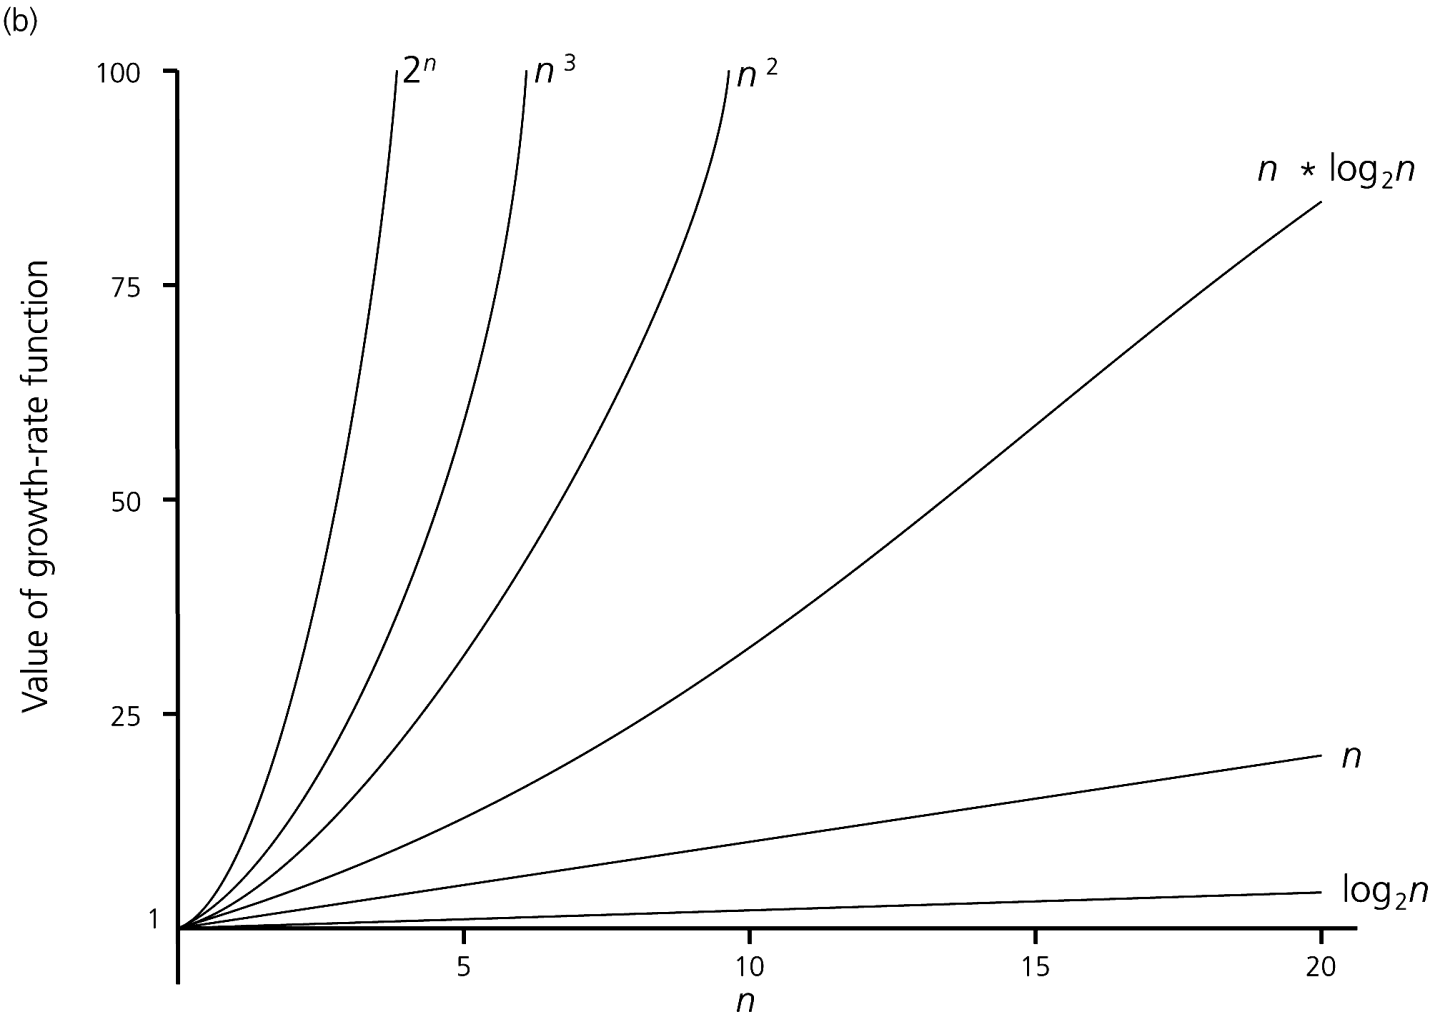 (b)
100
75
50
25
1
Value of growth-rate function
2ⁿ
n³
n²
n * log₂n
n
log₂n
5
10
15
20
n